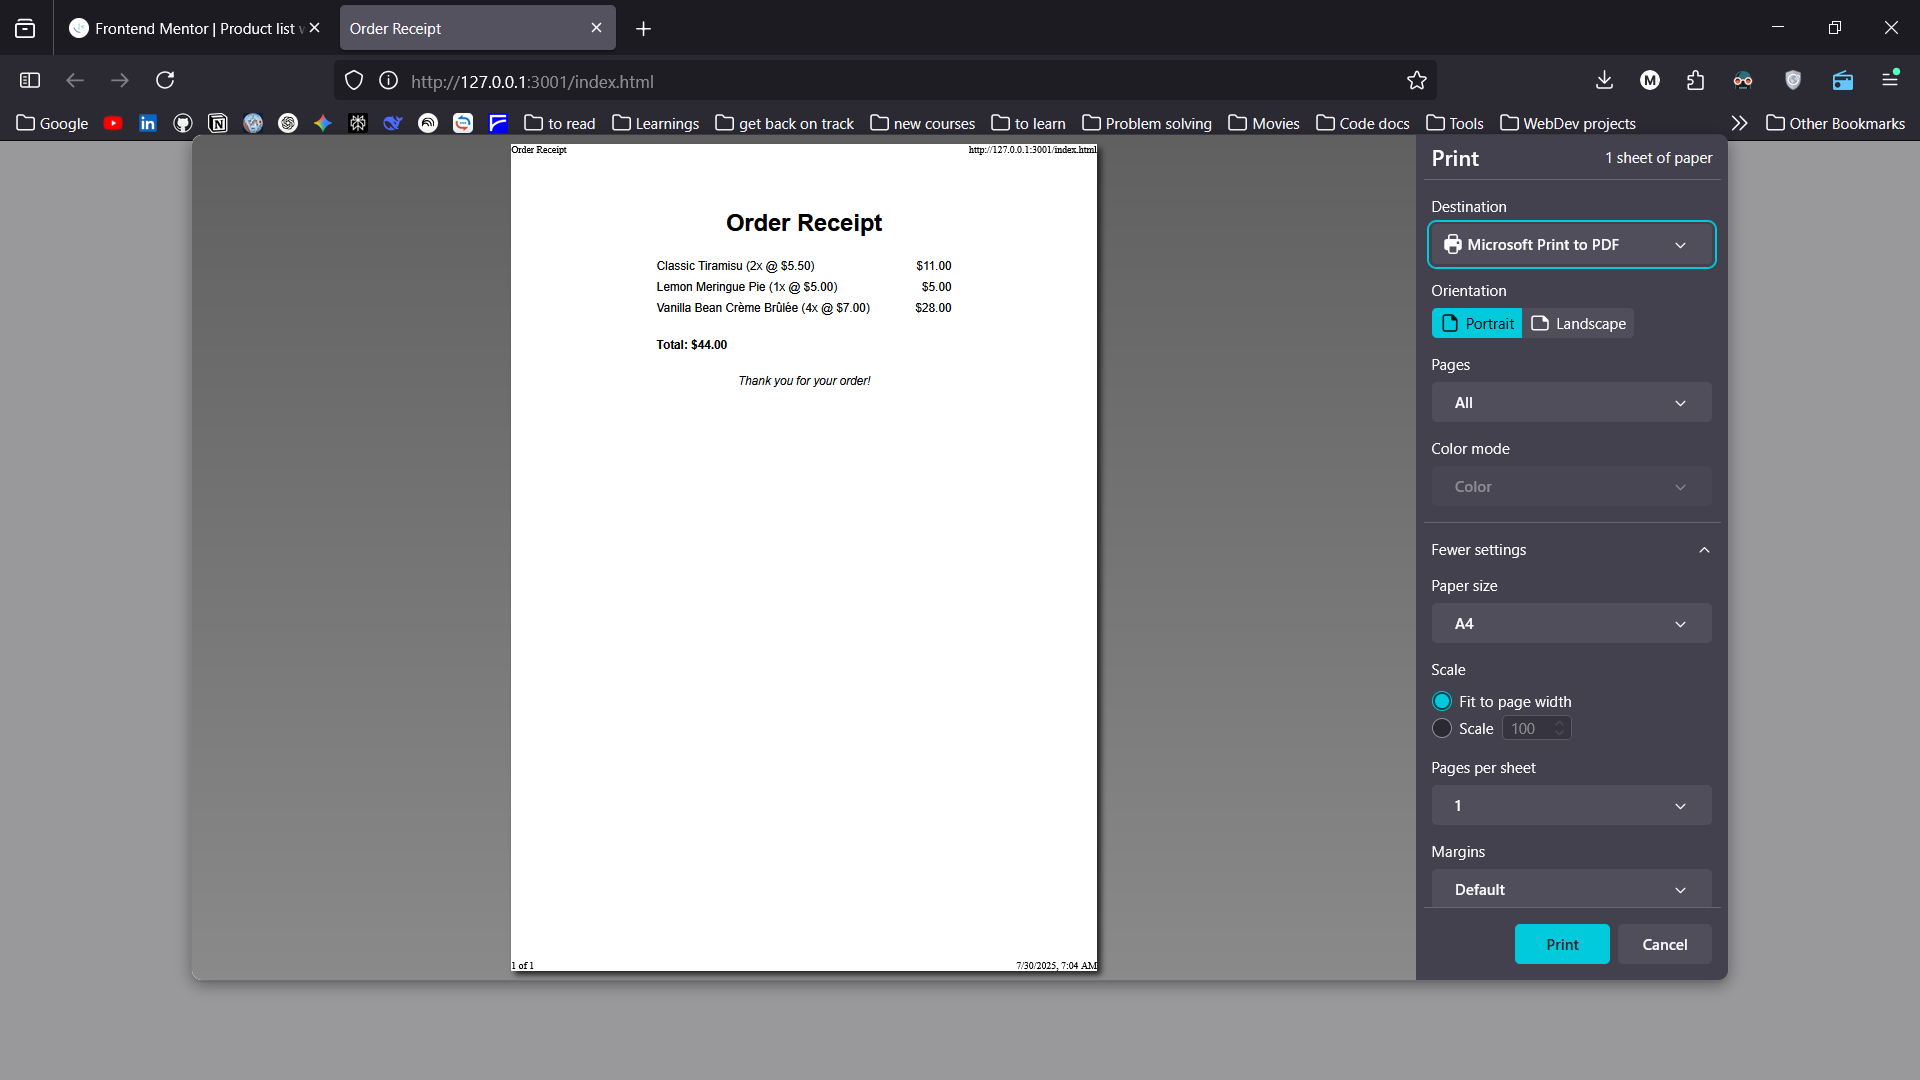 Frontend Mentor | Product list w
Order Receipt
http://127.0.0.1:3001/index.html
M
Google
to read
Learnings
get back on track
new courses
to learn
Problem solving
Movies
Code docs
Tools
WebDev projects
Other Bookmarks
Order Receipt
http://127.0.0.1:3001/index.html
Order Receipt
Classic Tiramisu (2x @ $5.50) $11.00
Lemon Meringue Pie (1x @ $5.00) $5.00
Vanilla Bean Crème Brûlée (4x @ $7.00) $28.00
Total: $44.00
Thank you for your order!
1 of 1
7/30/2025, 7:04 AM
Print
1 sheet of paper
Destination
Microsoft Print to PDF
Orientation
Portrait
Landscape
Pages
All
Color mode
Color
Fewer settings
Paper size
A4
Scale
Fit to page width
Scale 100
Pages per sheet
1
Margins
Default
Print
Cancel